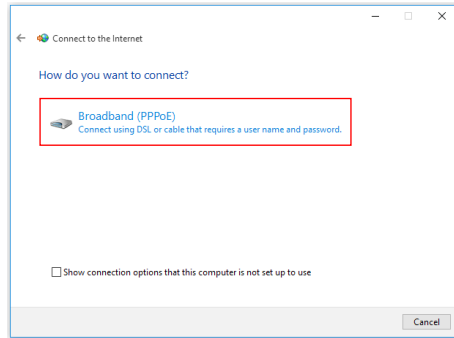 Connect to the Internet
How do you want to connect?
Broadband (PPPoE)
Connect using DSL or cable that requires a user name and password.
Show connection options that this computer is not set up to use
Cancel